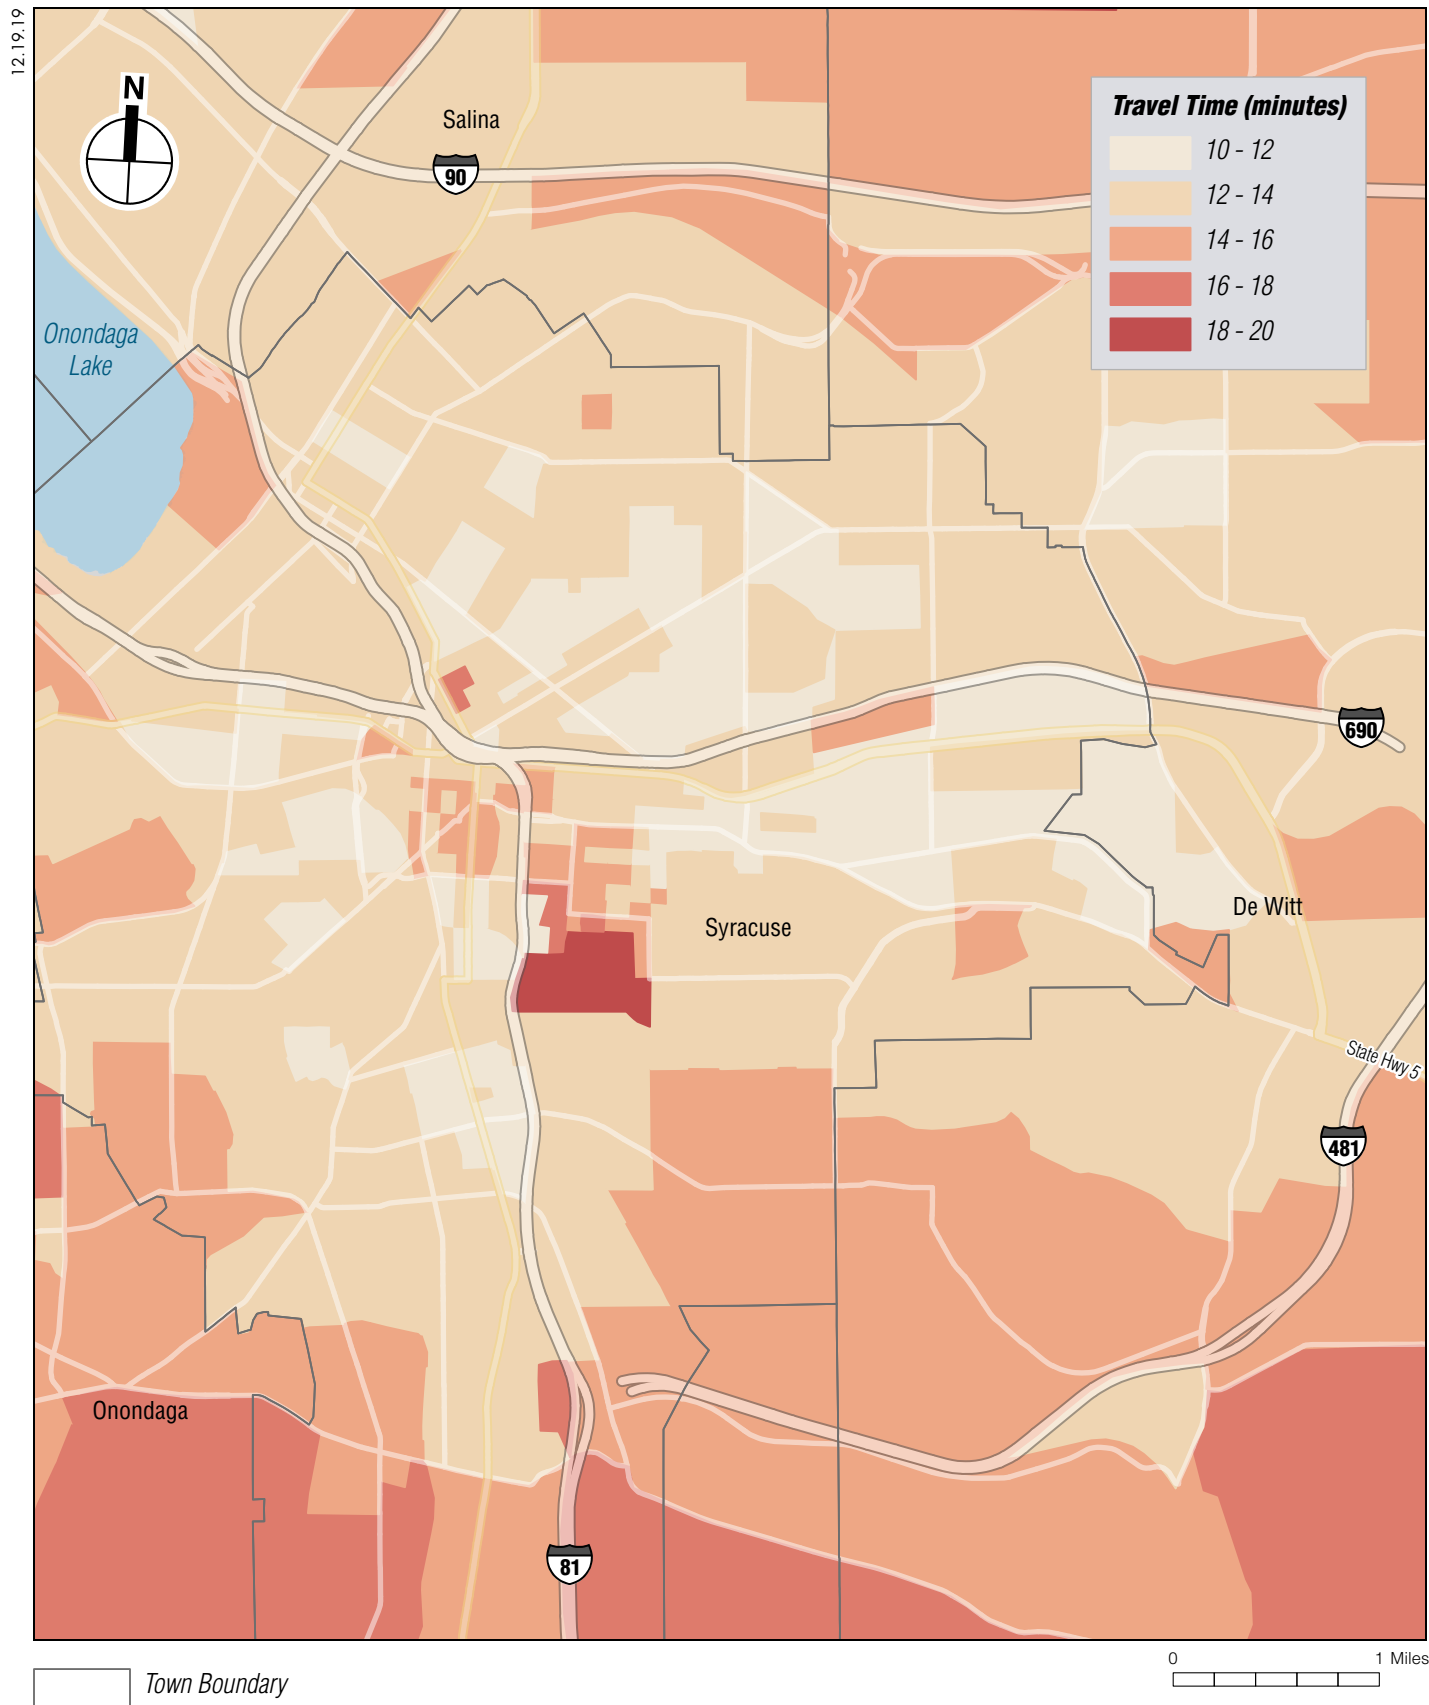 12.19.19
N
Salina
90
Travel Time (minutes)
10 - 12
12 - 14
14 - 16
16 - 18
18 - 20
Onondaga
Lake
690
De Witt
Syracuse
State Hwy 5
481
Onondaga
81
Town Boundary
0 1 Miles